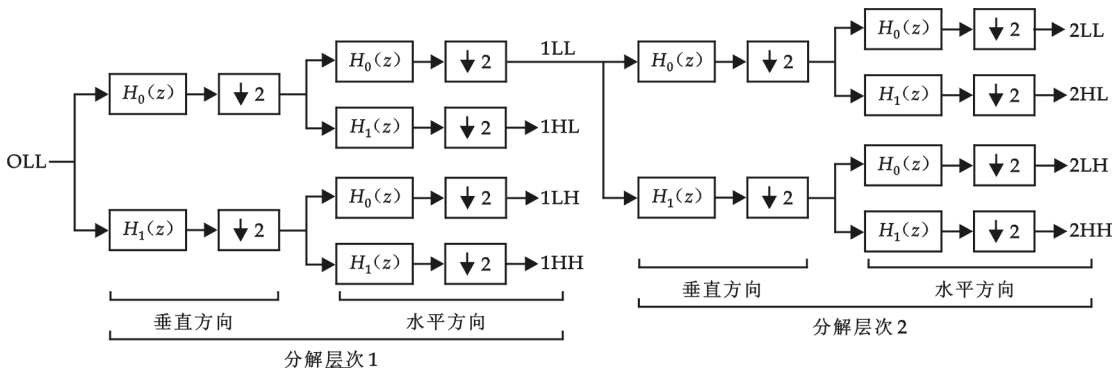 H₀(z)
↓2
2LL
H₀(z)
↓2
1LL
H₀(z)
↓2
H₀(z)
↓2
H₁(z)
↓2
2HL
H₁(z)
↓2
1HL
OLL
H₀(z)
↓2
2LH
H₀(z)
↓2
1LH
H₁(z)
↓2
H₁(z)
↓2
H₁(z)
↓2
2HH
H₁(z)
↓2
1HH
垂直方向
水平方向
垂直方向
水平方向
分解层次2
分解层次1